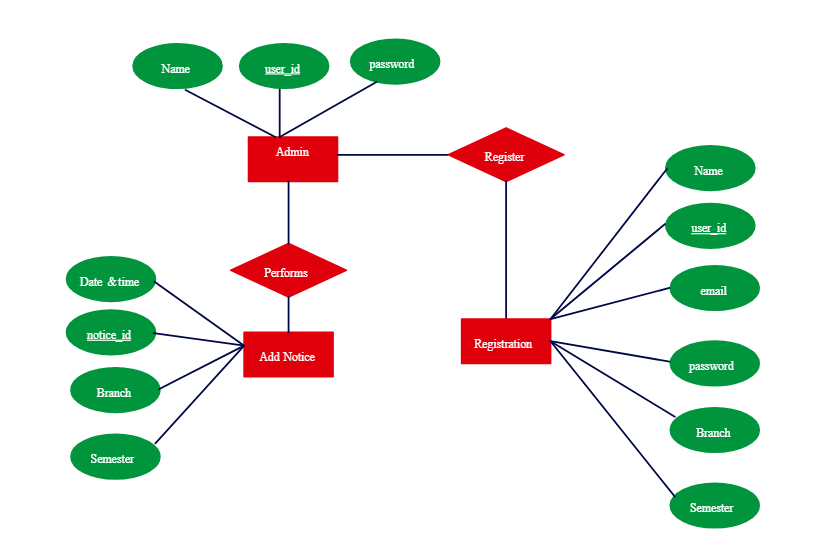 Name
user_id
password
Admin
Register
Name
user_id
email
password
Branch
Semester
Registration
Performs
Date &time
notice_id
Branch
Semester
Add Notice